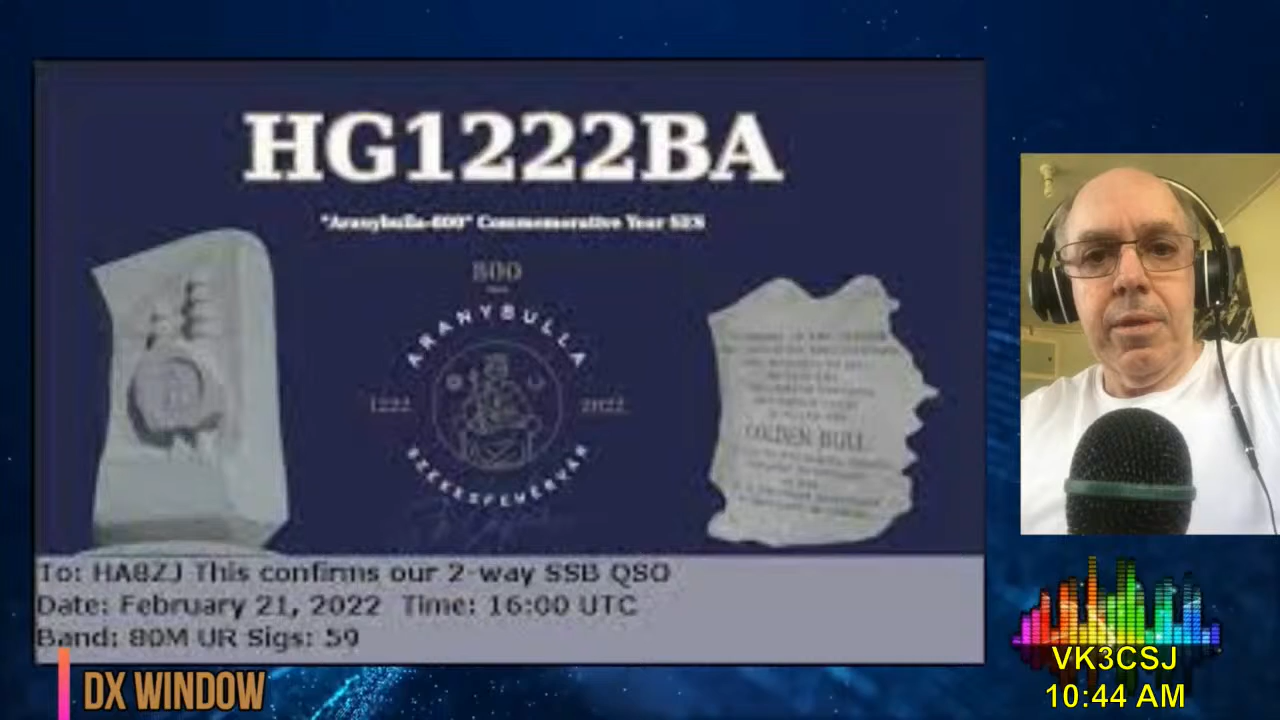 HG1222BA
"Aranybulla-800" Commemorative Year SES
800
ARANYBULLA
1222 2022
SZÉKESFEHÉRVÁR
GOLDEN BULL
To: HA8ZJ This confirms our 2-way SSB QSO
Date: February 21, 2022 Time: 16:00 UTC
Band: 80M UR Sigs: 59
DX WINDOW
VK3CSJ
10:44 AM